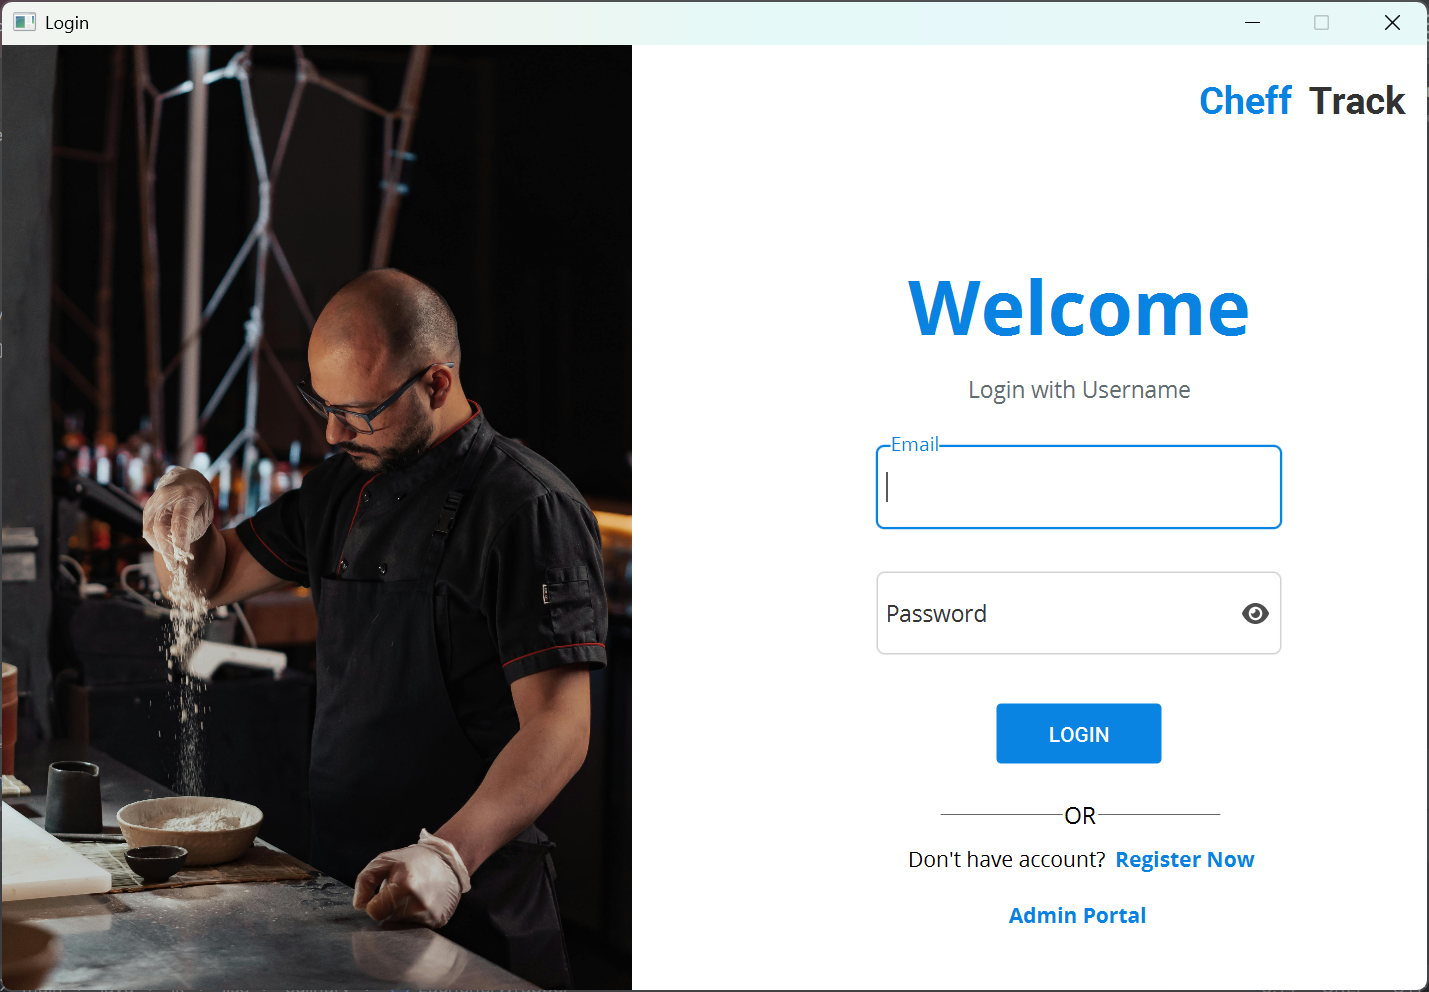 Login
Cheff Track
Welcome
Login with Username
Email
Password
LOGIN
OR
Don't have account? Register Now
Admin Portal